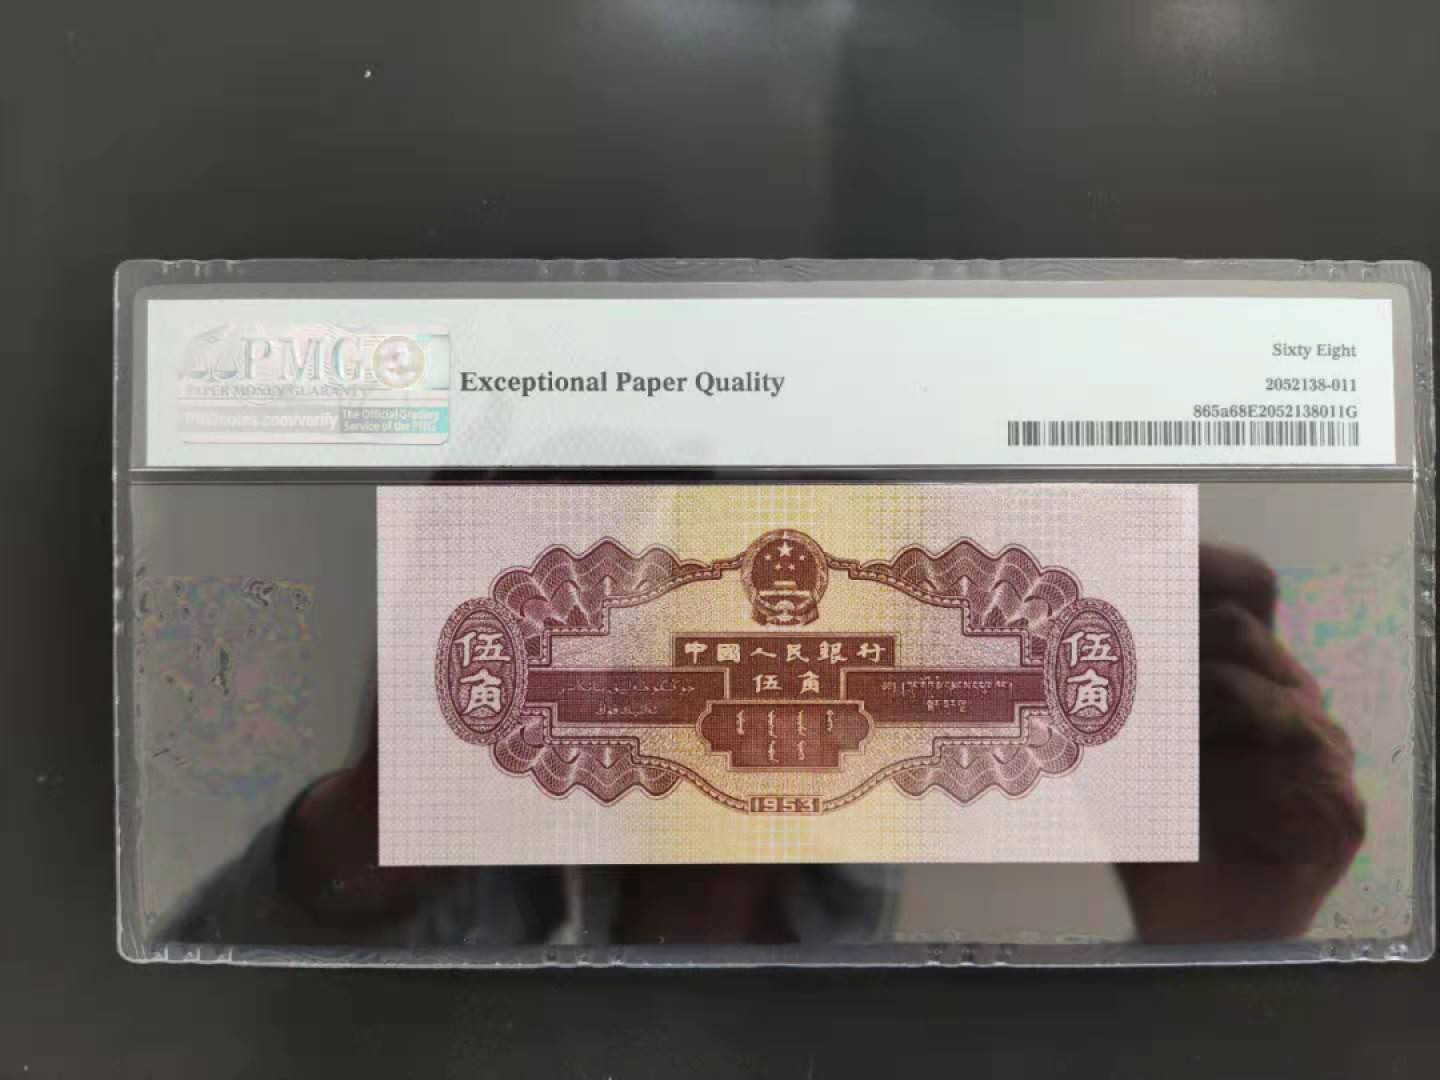 PMG
PAPER MONEY GUARANTY
PMGnotes.com/verify
The Official Grading
Service of the PNG
Exceptional Paper Quality
Sixty Eight
2052138-011
865a68E2052138011G
中國人民銀行
伍角
伍角
伍角
1953